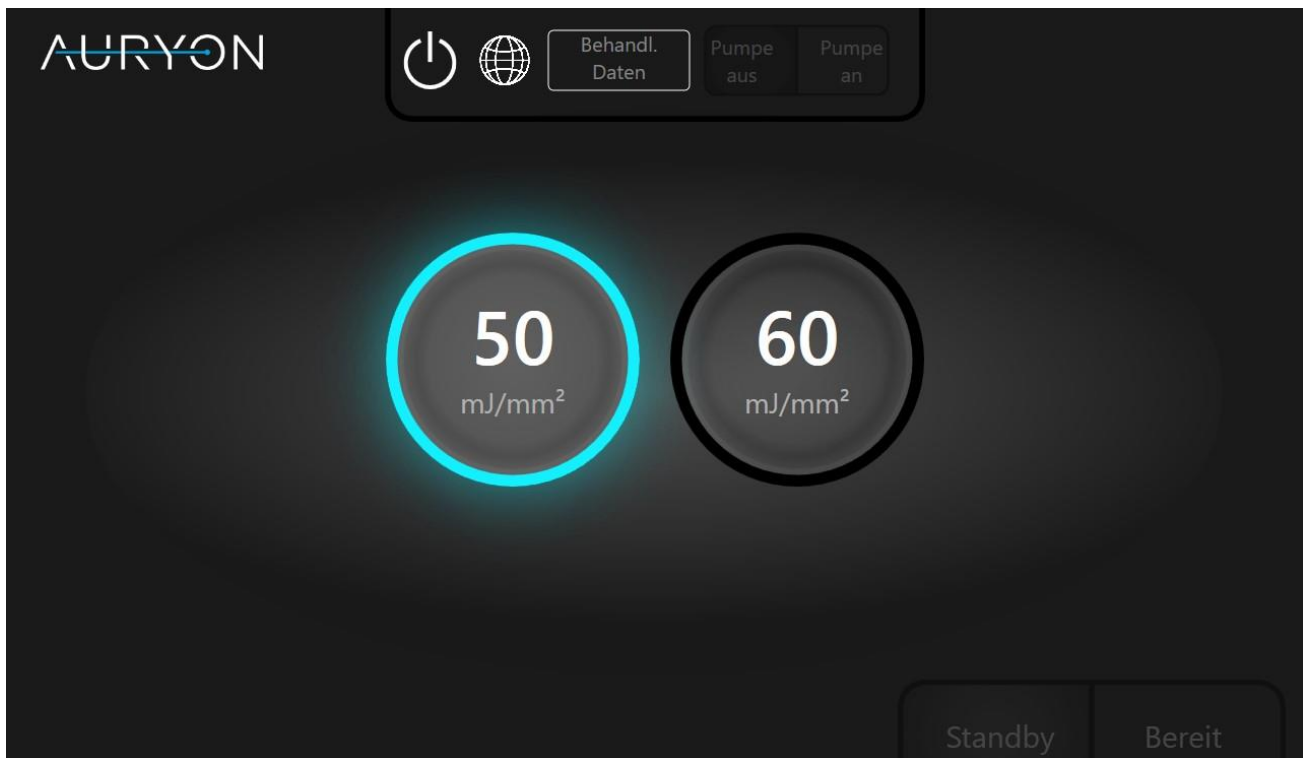 AURYON
Behandl.
Daten
Pumpe
aus
Pumpe
an
50
mJ/mm²
60
mJ/mm²
Standby
Bereit